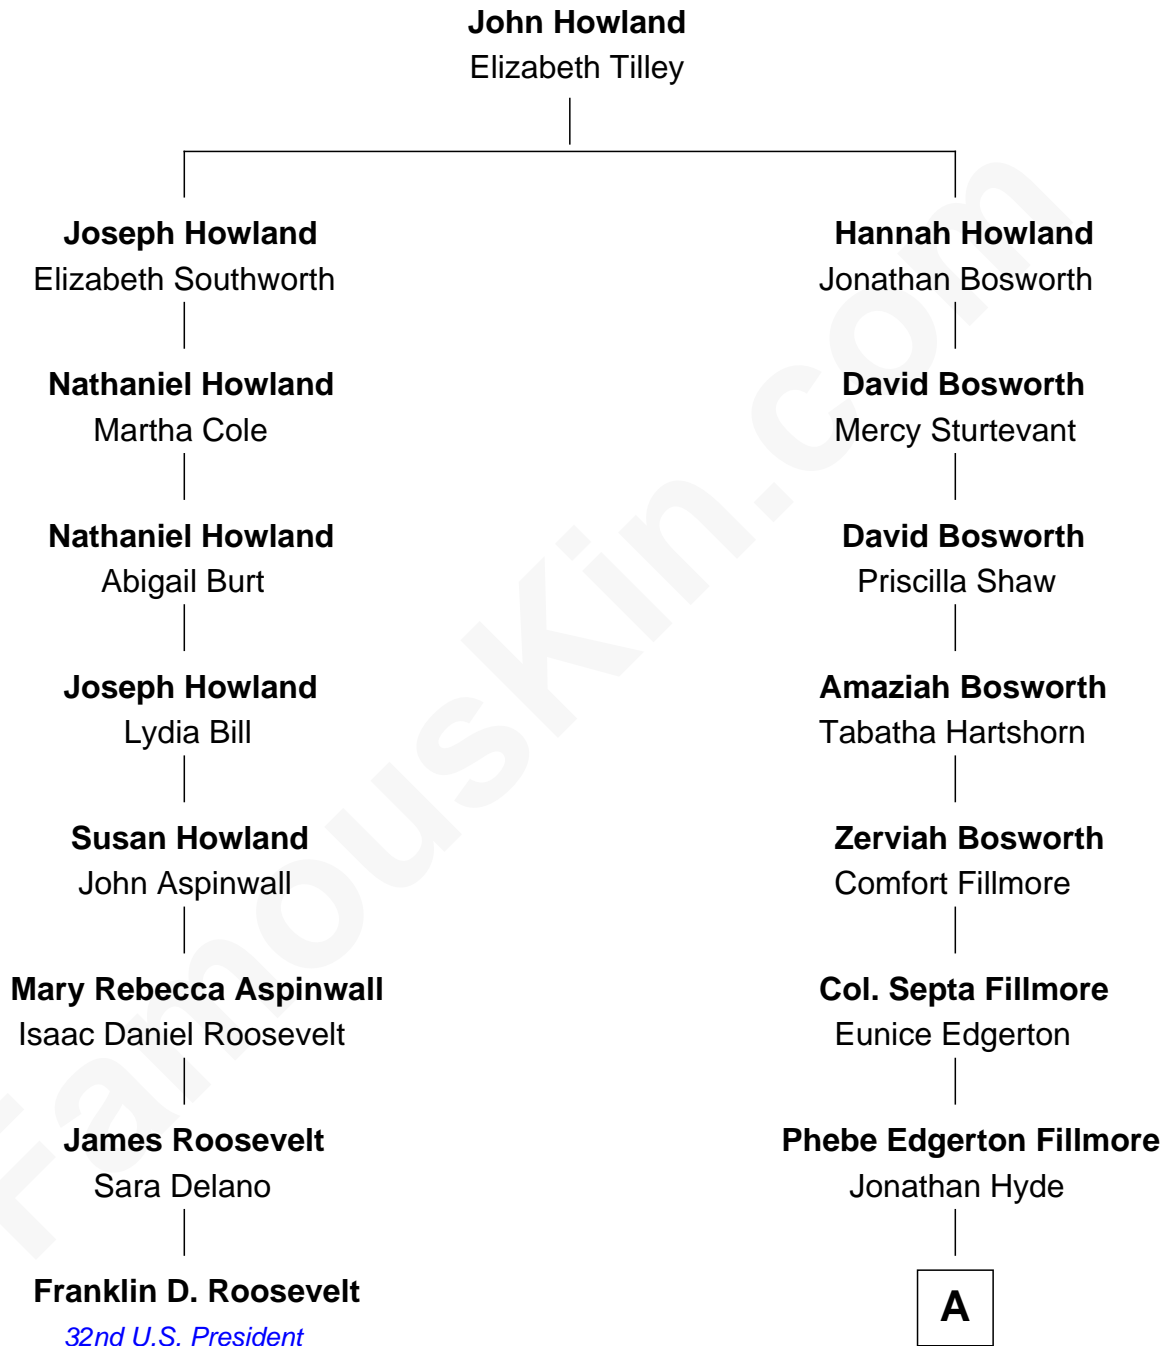 John Howland
Elizabeth Tilley
Joseph Howland
Elizabeth Southworth
Hannah Howland
Jonathan Bosworth
Nathaniel Howland
Martha Cole
David Bosworth
Mercy Sturtevant
Nathaniel Howland
Abigail Burt
David Bosworth
Priscilla Shaw
Joseph Howland
Lydia Bill
Amaziah Bosworth
Tabatha Hartshorn
Susan Howland
John Aspinwall
Zerviah Bosworth
Comfort Fillmore
Mary Rebecca Aspinwall
Isaac Daniel Roosevelt
Col. Septa Fillmore
Eunice Edgerton
James Roosevelt
Sara Delano
Phebe Edgerton Fillmore
Jonathan Hyde
Franklin D. Roosevelt
32nd U.S. President
A
FamousKin.com